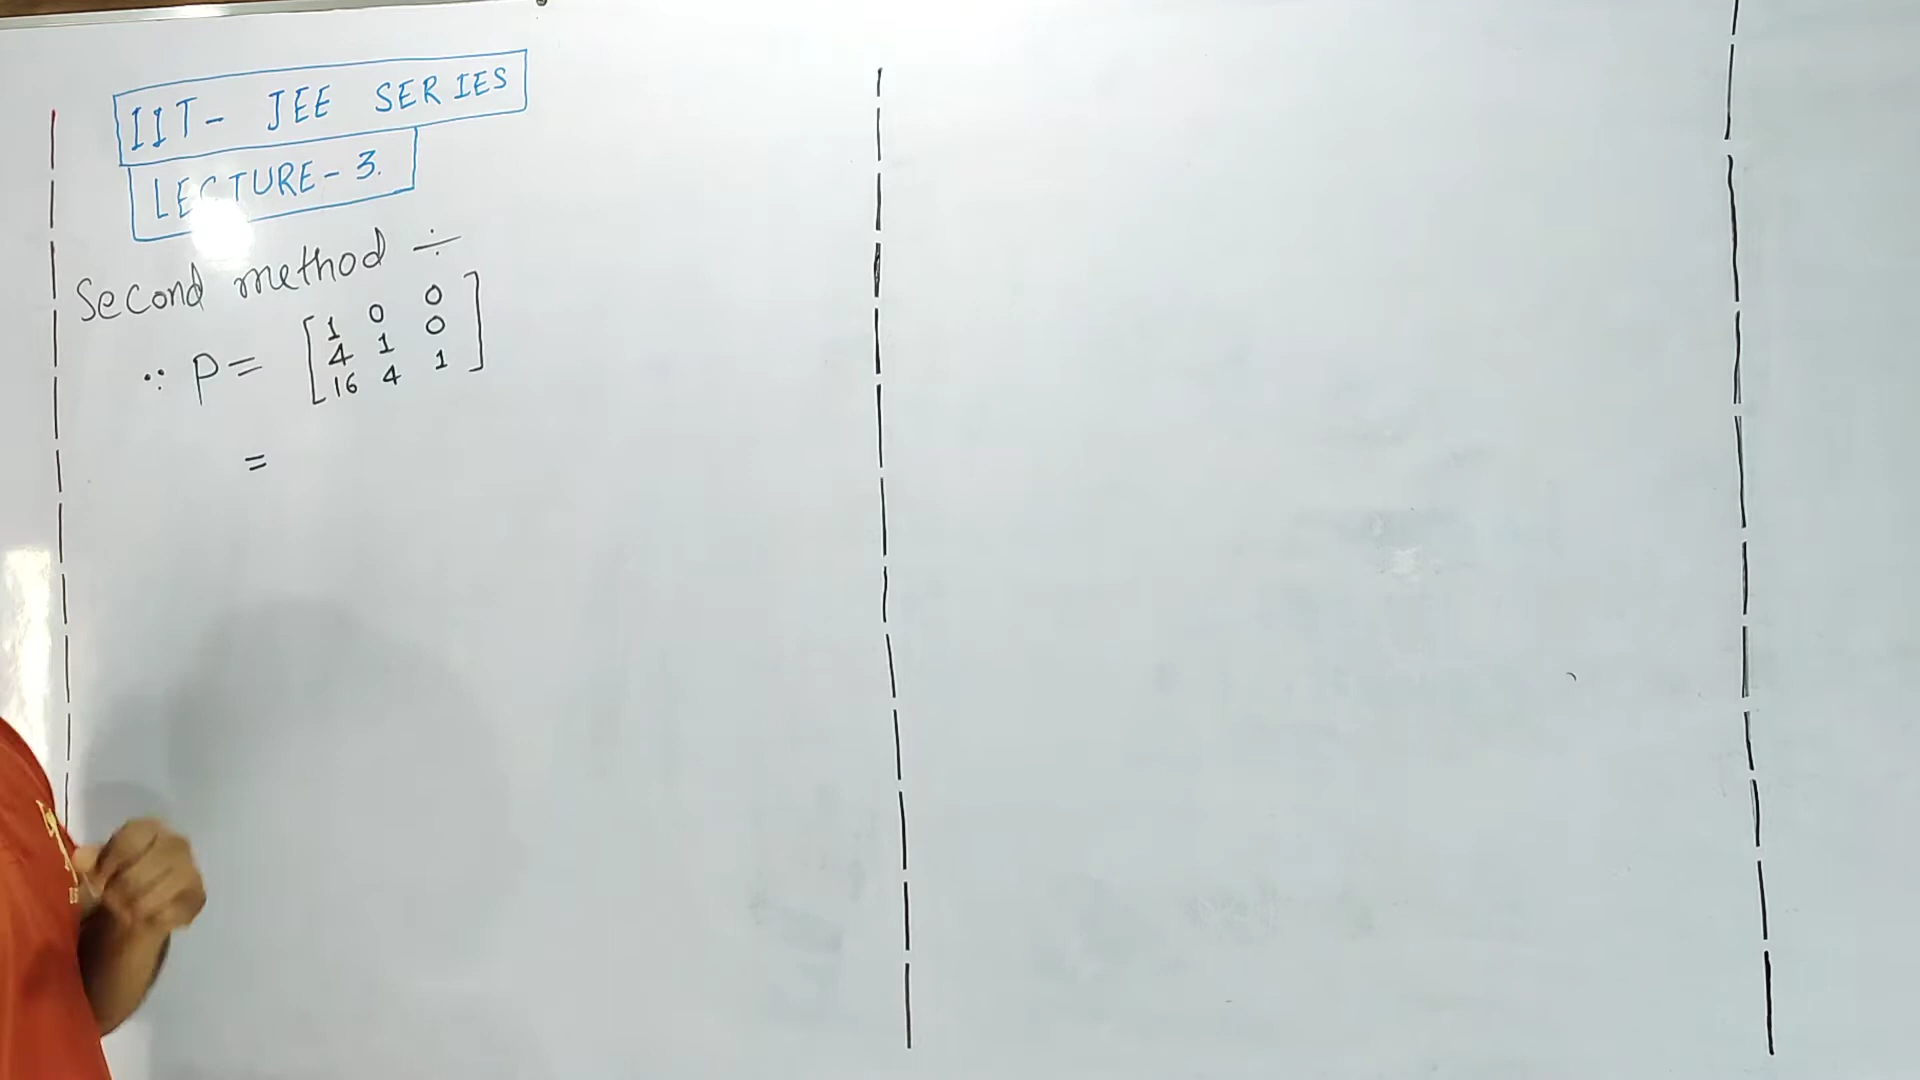 IIT- JEE SERIES
LECTURE-3.
Second method ÷
∵ P = [1 0 0
4 1 0
16 4 1]
=